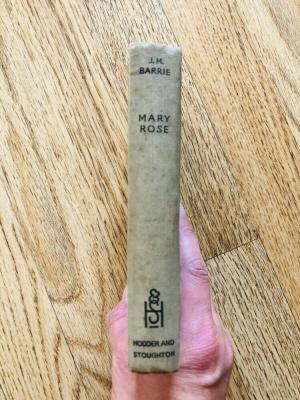 J.M.
BARRIE
MARY
ROSE
HODDER AND
STOUGHTON